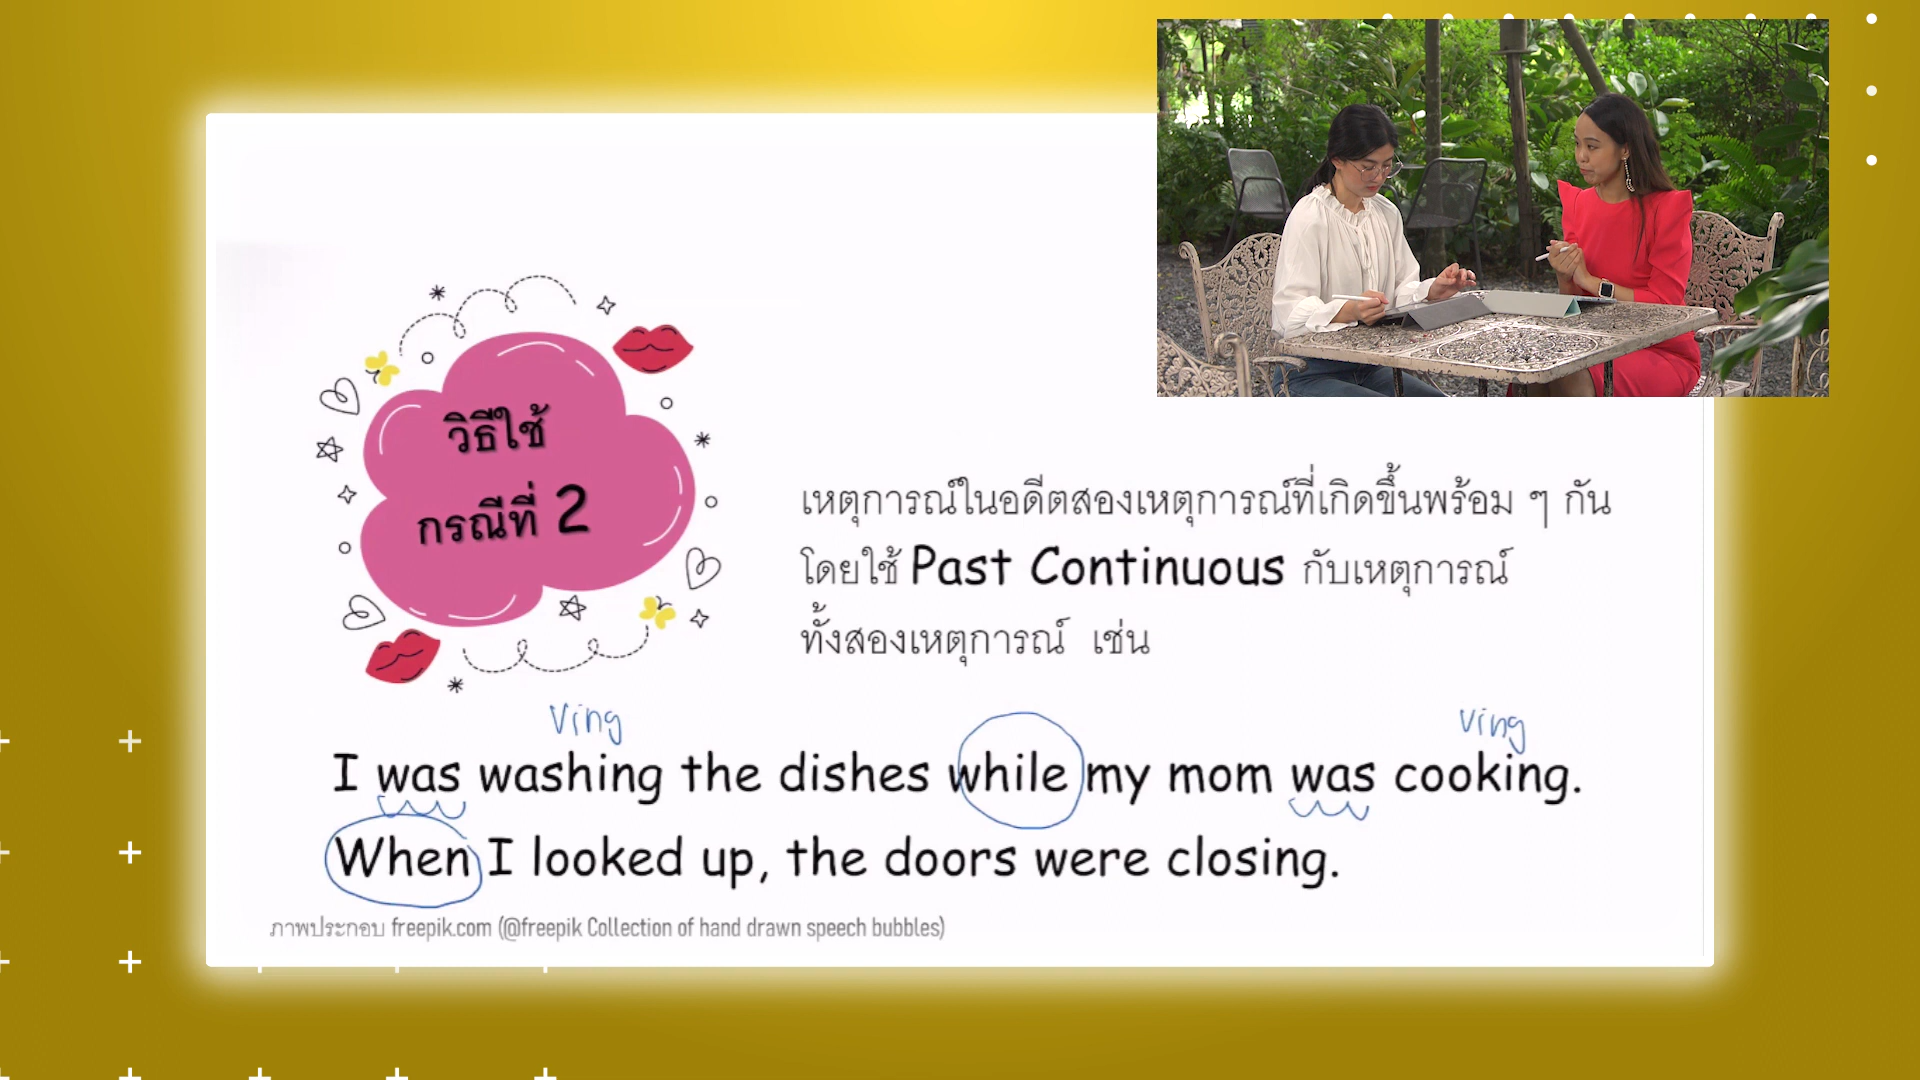 วิธีใช้
กรณีที่ 2
เหตุการณ์ในอดีตสองเหตุการณ์ที่เกิดขึ้นพร้อม ๆ กัน
โดยใช้ Past Continuous กับเหตุการณ์
ทั้งสองเหตุการณ์ เช่น
Ving Ving
I was washing the dishes while my mom was cooking.
When I looked up, the doors were closing.
ภาพประกอบ freepik.com (@freepik Collection of hand drawn speech bubbles)